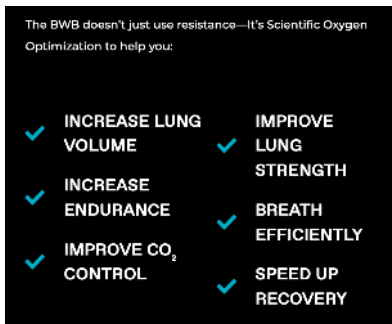 The BWB doesn't just use resistance—It's Scientific Oxygen
Optimization to help you:
INCREASE LUNG
VOLUME
INCREASE
ENDURANCE
IMPROVE CO₂
CONTROL
IMPROVE
LUNG
STRENGTH
BREATH
EFFICIENTLY
SPEED UP
RECOVERY